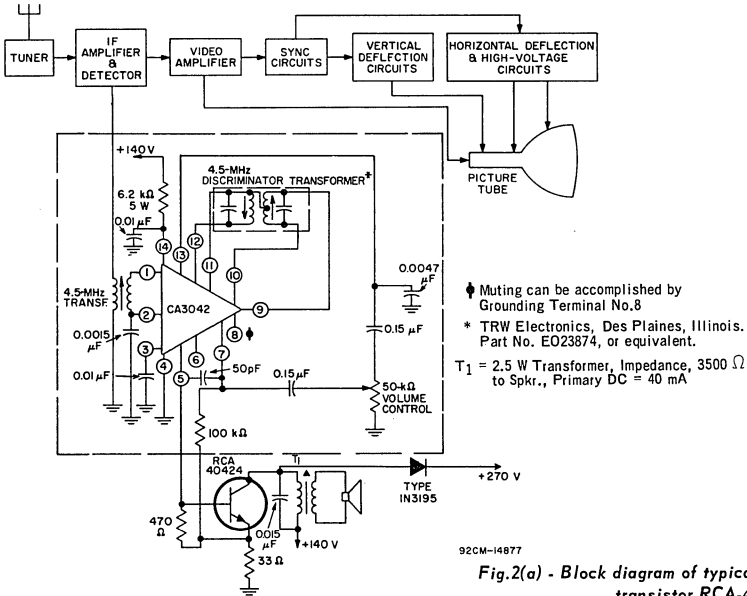 TUNER
IF
AMPLIFIER
&
DETECTOR
VIDEO
AMPLIFIER
SYNC
CIRCUITS
VERTICAL
DEFLECTION
CIRCUITS
HORIZONTAL DEFLECTION
& HIGH-VOLTAGE
CIRCUITS
PICTURE
TUBE
+140V
6.2 kΩ
5 W
0.01 μF
4.5-MHz
DISCRIMINATOR TRANSFORMER*
14
13
12
11
10
1
2
3
4
5
6
7
8 ϕ
9
CA3042
4.5-MHz
TRANSF.
0.0015
μF
0.01 μF
50pF
0.15 μF
100 kΩ
0.0047
μF
0.15 μF
50-kΩ
VOLUME
CONTROL
ϕ Muting can be accomplished by
Grounding Terminal No.8
* TRW Electronics, Des Plaines, Illinois.
Part No. EO23874, or equivalent.
T1 = 2.5 W Transformer, Impedance, 3500 Ω
to Spkr., Primary DC = 40 mA
RCA
40424
T1
470
Ω
33 Ω
0.015
μF
+140 V
TYPE
IN3195
+270 V
92CM-14877
Fig.2(a) - Block diagram of typica
transistor RCA-4